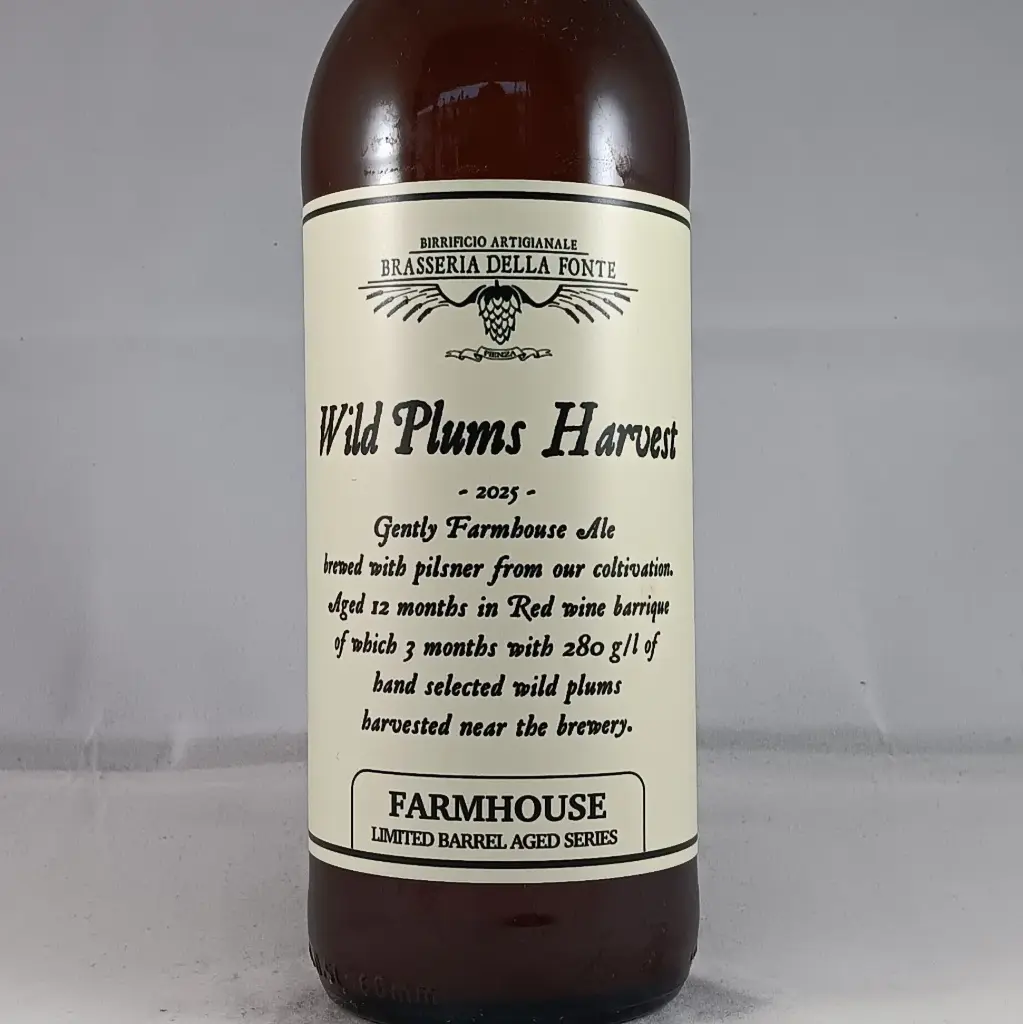 BIRRIFICIO ARTIGIANALE
BRASSERIA DELLA FONTE
PIENZA
Wild Plums Harvest
- 2025 -
Gently Farmhouse Ale
brewed with pilsner from our coltivation.
Aged 12 months in Red wine barrique
of which 3 months with 280 g/l of
hand selected wild plums
harvested near the brewery.
FARMHOUSE
LIMITED BARREL AGED SERIES
60mm